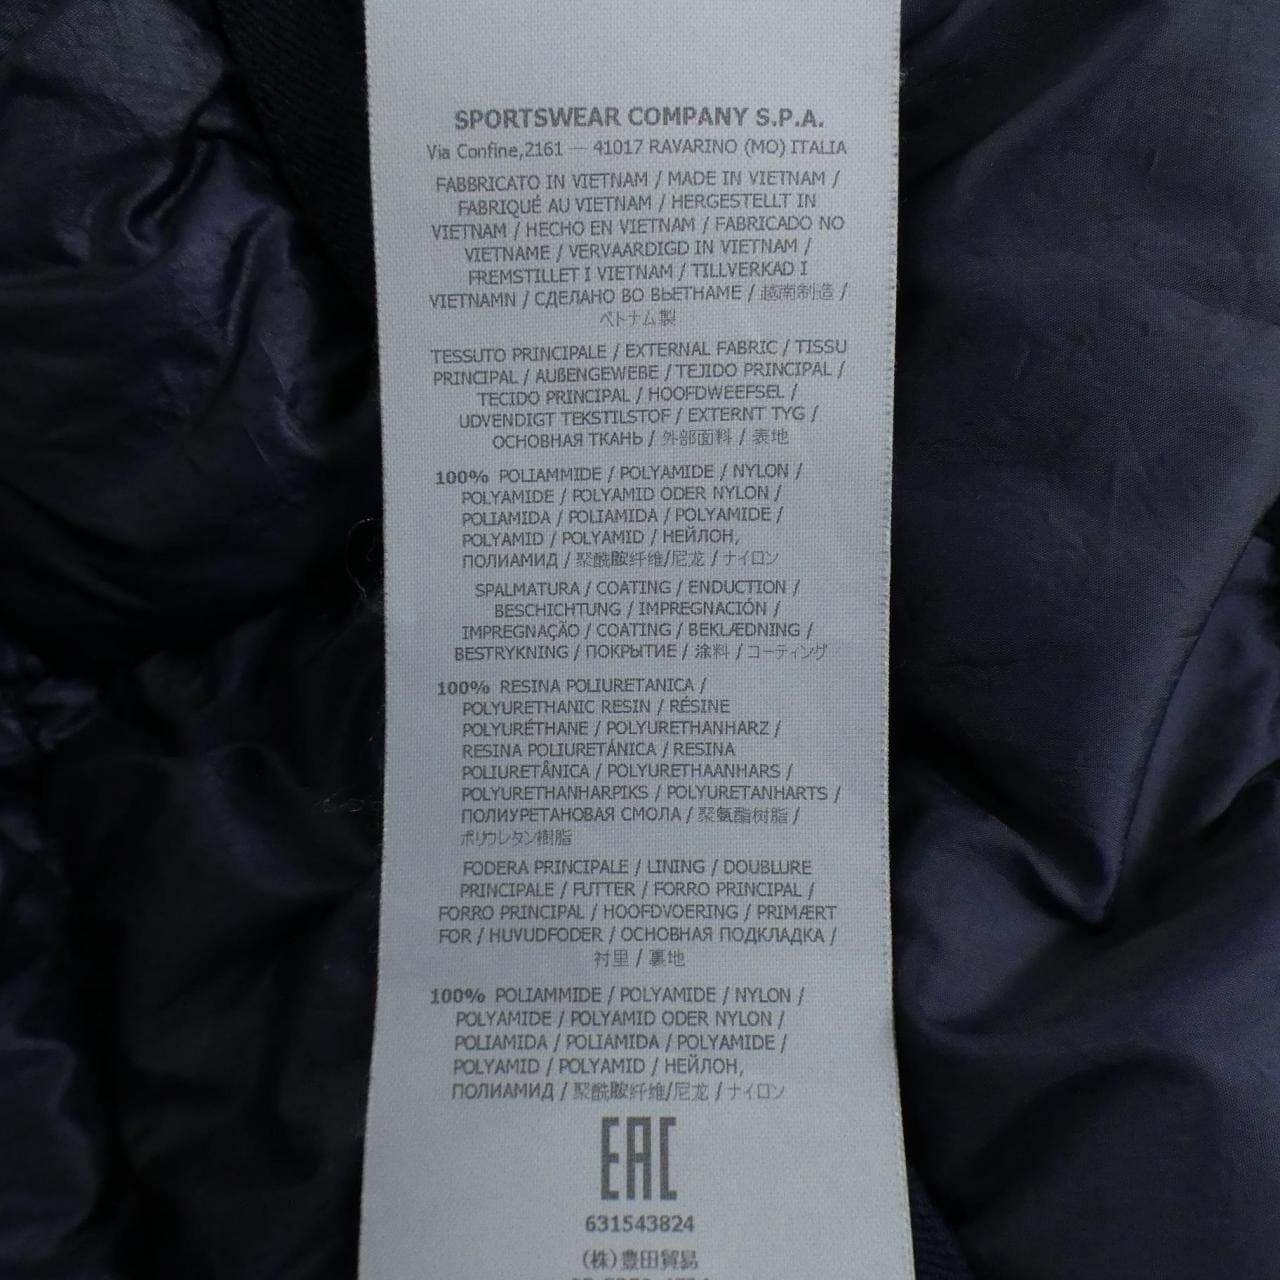 SPORTSWEAR COMPANY S.P.A.
Via Confine,2161 — 41017 RAVARINO (MO) ITALIA
FABBRICATO IN VIETNAM / MADE IN VIETNAM /
FABRIQUÉ AU VIETNAM / HERGESTELLT IN
VIETNAM / HECHO EN VIETNAM / FABRICADO NO
VIETNAME / VERVAARDIGD IN VIETNAM /
FREMSTILLET I VIETNAM / TILLVERKAD I
VIETNAMN / СДЕЛАНО ВО ВЬЕТНАМЕ / 越南制造 /
ベトナム製
TESSUTO PRINCIPALE / EXTERNAL FABRIC / TISSU
PRINCIPAL / AUßENGEWEBE / TEJIDO PRINCIPAL /
TECIDO PRINCIPAL / HOOFDWEEFSEL /
UDVENDIGT TEKSTILSTOF / EXTERNT TYG /
ОСНОВНАЯ ТКАНЬ / 外部面料 / 表地
100% POLIAMMIDE / POLYAMIDE / NYLON /
POLYAMIDE / POLYAMID ODER NYLON /
POLIAMIDA / POLIAMIDA / POLYAMIDE /
POLYAMID / POLYAMID / НЕЙЛОН,
ПОЛИАМИД / 聚酰胺纤维/尼龙 / ナイロン
SPALMATURA / COATING / ENDUCTION /
BESCHICHTUNG / IMPREGNACIÓN /
IMPREGNAÇÃO / COATING / BEKLÆDNING /
BESTRYKNING / ПОКРЫТИЕ / 涂料 / コーティング
100% RESINA POLIURETANICA /
POLYURETHANIC RESIN / RÉSINE
POLYURÉTHANE / POLYURETHANHARZ /
RESINA POLIURETÁNICA / RESINA
POLIURETÂNICA / POLYURETHAANHARS /
POLYURETHANHARPIKS / POLYURETANHARTS /
ПОЛИУРЕТАНОВАЯ СМОЛА / 聚氨酯树脂 /
ポリウレタン樹脂
FODERA PRINCIPALE / LINING / DOUBLURE
PRINCIPALE / FUTTER / FORRO PRINCIPAL /
FORRO PRINCIPAL / HOOFDVOERING / PRIMÆRT
FOR / HUVUDFODER / ОСНОВНАЯ ПОДКЛАДКА /
衬里 / 裏地
100% POLIAMMIDE / POLYAMIDE / NYLON /
POLYAMIDE / POLYAMID ODER NYLON /
POLIAMIDA / POLIAMIDA / POLYAMIDE /
POLYAMID / POLYAMID / НЕЙЛОН,
ПОЛИАМИД / 聚酰胺纤维/尼龙 / ナイロン
EAC
631543824
(株)豊田貿易